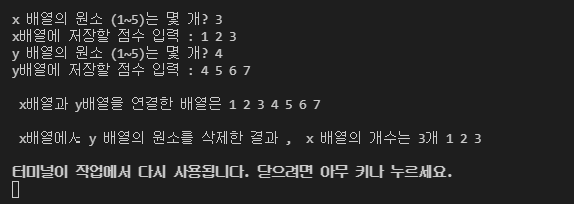 x 배열의 원소 (1~5)는 몇 개? 3
x배열에 저장할 점수 입력 : 1 2 3
y 배열의 원소 (1~5)는 몇 개? 4
y배열에 저장할 점수 입력 : 4 5 6 7
x배열과 y배열을 연결한 배열은 1 2 3 4 5 6 7
x배열에서 y 배열의 원소를 삭제한 결과 , x 배열의 개수는 3개 1 2 3
터미널이 작업에서 다시 사용됩니다. 닫으려면 아무 키나 누르세요.